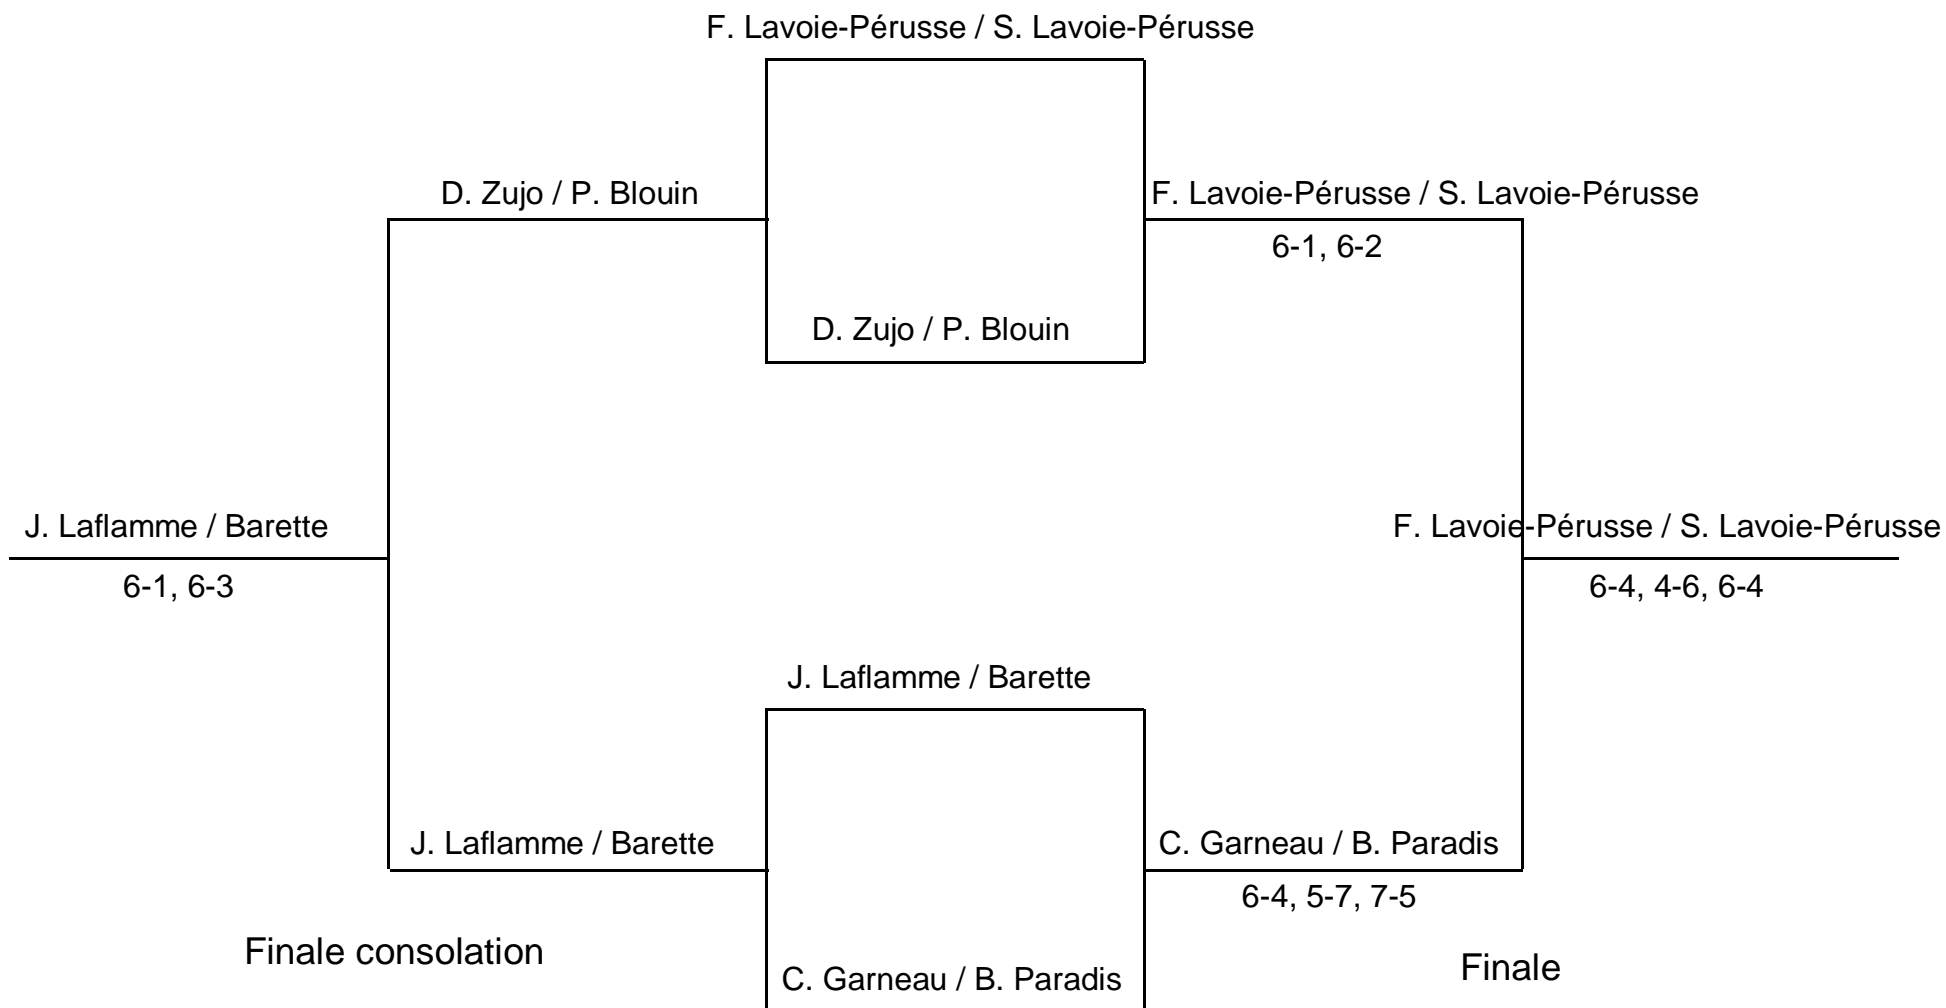 F. Lavoie-Pérusse / S. Lavoie-Pérusse
D. Zujo / P. Blouin
F. Lavoie-Pérusse / S. Lavoie-Pérusse
6-1, 6-2
D. Zujo / P. Blouin
J. Laflamme / Barette
6-1, 6-3
F. Lavoie-Pérusse / S. Lavoie-Pérusse
6-4, 4-6, 6-4
J. Laflamme / Barette
J. Laflamme / Barette
C. Garneau / B. Paradis
6-4, 5-7, 7-5
Finale consolation
C. Garneau / B. Paradis
Finale